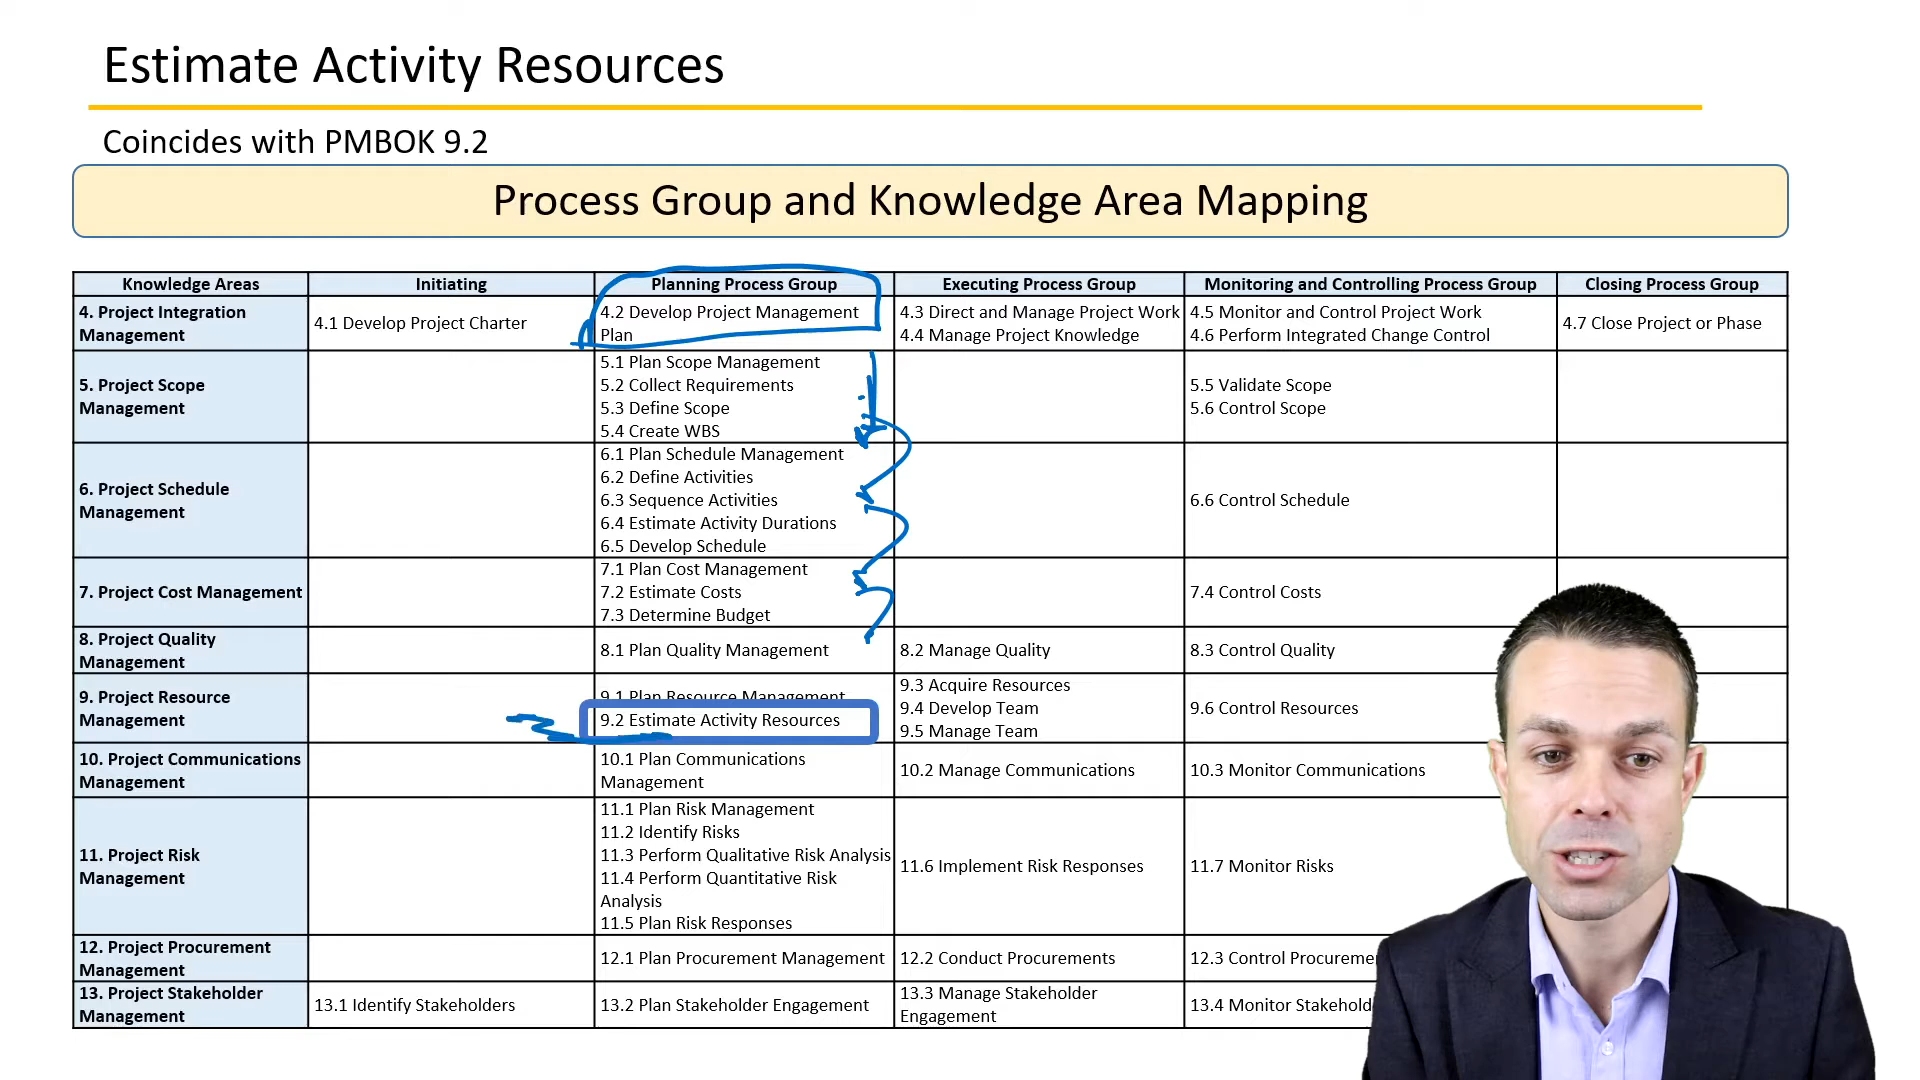 Estimate Activity Resources
Coincides with PMBOK 9.2
Process Group and Knowledge Area Mapping
Knowledge Areas Initiating Planning Process Group Executing Process Group Monitoring and Controlling Process Group Closing Process Group
4. Project Integration
Management
4.1 Develop Project Charter
4.2 Develop Project Management
Plan
4.3 Direct and Manage Project Work
4.4 Manage Project Knowledge
4.5 Monitor and Control Project Work
4.6 Perform Integrated Change Control
4.7 Close Project or Phase
5. Project Scope
Management
5.1 Plan Scope Management
5.2 Collect Requirements
5.3 Define Scope
5.4 Create WBS
5.5 Validate Scope
5.6 Control Scope
6. Project Schedule
Management
6.1 Plan Schedule Management
6.2 Define Activities
6.3 Sequence Activities
6.4 Estimate Activity Durations
6.5 Develop Schedule
6.6 Control Schedule
7. Project Cost Management
7.1 Plan Cost Management
7.2 Estimate Costs
7.3 Determine Budget
7.4 Control Costs
8. Project Quality
Management
8.1 Plan Quality Management
8.2 Manage Quality
8.3 Control Quality
9. Project Resource
Management
9.1 Plan Resource Management
9.2 Estimate Activity Resources
9.3 Acquire Resources
9.4 Develop Team
9.5 Manage Team
9.6 Control Resources
10. Project Communications
Management
10.1 Plan Communications
Management
10.2 Manage Communications
10.3 Monitor Communications
11. Project Risk
Management
11.1 Plan Risk Management
11.2 Identify Risks
11.3 Perform Qualitative Risk Analysis
11.4 Perform Quantitative Risk
Analysis
11.5 Plan Risk Responses
11.6 Implement Risk Responses
11.7 Monitor Risks
12. Project Procurement
Management
12.1 Plan Procurement Management
12.2 Conduct Procurements
12.3 Control
13. Project Stakeholder
Management
13.1 Identify Stakeholders
13.2 Plan Stakeholder Engagement
13.3 Manage Stakeholder
Engagement
13.4 Monitor